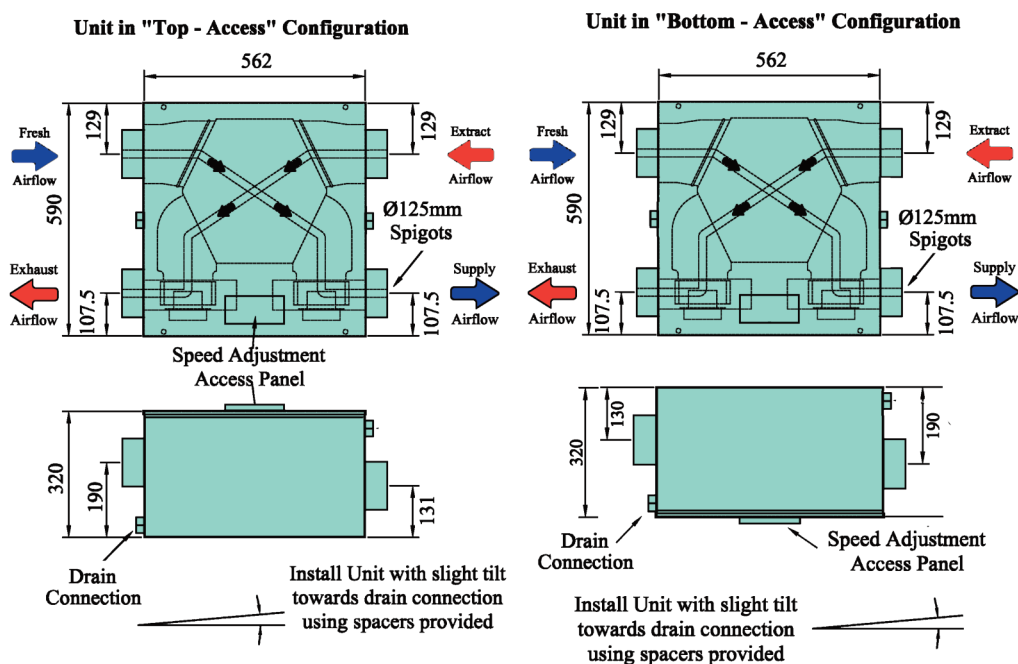 Unit in "Top - Access" Configuration
562
129
129
Fresh
Airflow
Extract
Airflow
590
Ø125mm
Spigots
Exhaust
Airflow
Supply
Airflow
107.5
107.5
Speed Adjustment
Access Panel
320
190
131
Drain
Connection
Install Unit with slight tilt
towards drain connection
using spacers provided
Unit in "Bottom - Access" Configuration
562
129
129
Fresh
Airflow
Extract
Airflow
590
Ø125mm
Spigots
Exhaust
Airflow
Supply
Airflow
107.5
107.5
320
130
190
Drain
Connection
Speed Adjustment
Access Panel
Install Unit with slight tilt
towards drain connection
using spacers provided